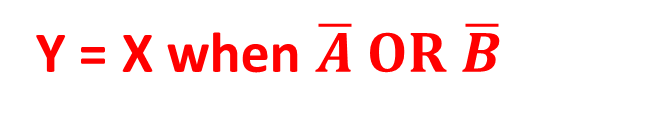 Y = X when A̅ OR B̅